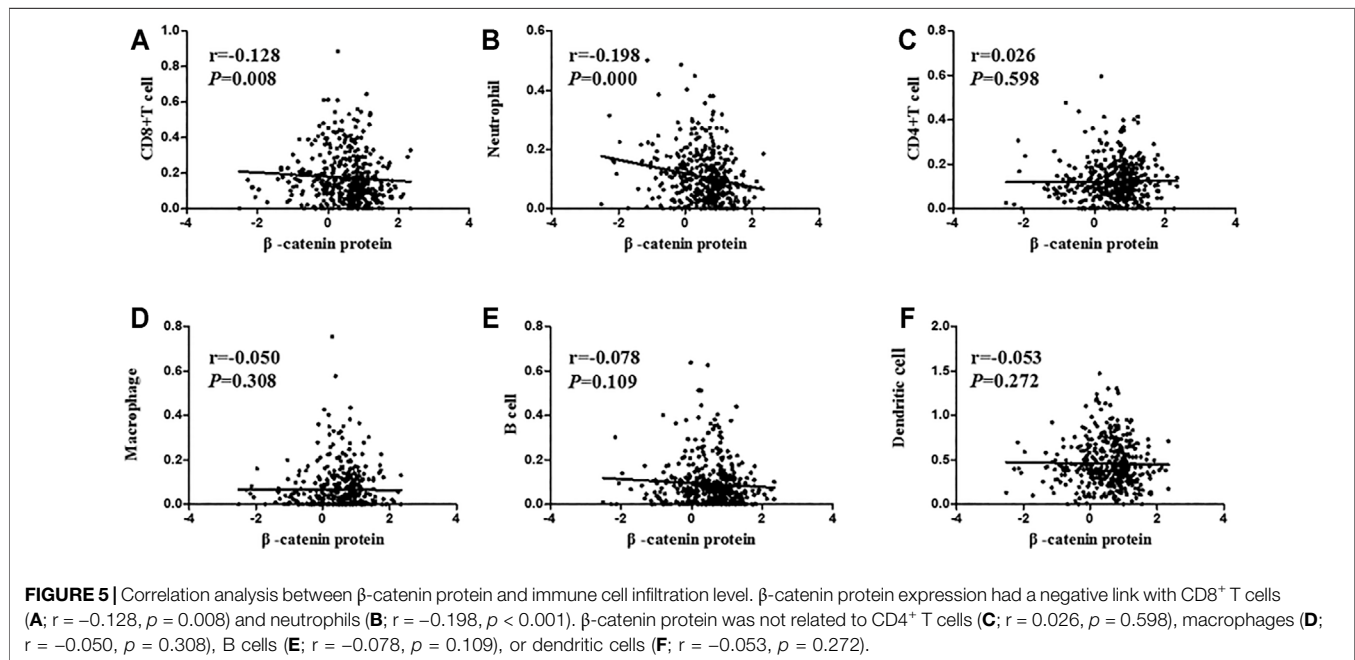 A
r=-0.128
P=0.008
CD8+T cell
1.0
0.8
0.6
0.4
0.2
0.0
-4 -2 0 2 4
β -catenin protein
B
r=-0.198
P=0.000
Neutrophil
0.6
0.4
0.2
0.0
-4 -2 0 2 4
β -catenin protein
C
r=0.026
P=0.598
CD4+T cell
0.8
0.6
0.4
0.2
0.0
-4 -2 0 2 4
β -catenin protein
D
r=-0.050
P=0.308
Macrophage
0.8
0.6
0.4
0.2
0.0
-4 -2 0 2 4
β -catenin protein
E
r=-0.078
P=0.109
B cell
0.8
0.6
0.4
0.2
0.0
-4 -2 0 2 4
β -catenin protein
F
r=-0.053
P=0.272
Dendritic cell
2.0
1.5
1.0
0.5
0.0
-4 -2 0 2 4
β -catenin protein
FIGURE 5 | Correlation analysis between β-catenin protein and immune cell infiltration level. β-catenin protein expression had a negative link with CD8⁺ T cells
(A; r = −0.128, p = 0.008) and neutrophils (B; r = −0.198, p < 0.001). β-catenin protein was not related to CD4⁺ T cells (C; r = 0.026, p = 0.598), macrophages (D;
r = −0.050, p = 0.308), B cells (E; r = −0.078, p = 0.109), or dendritic cells (F; r = −0.053, p = 0.272).